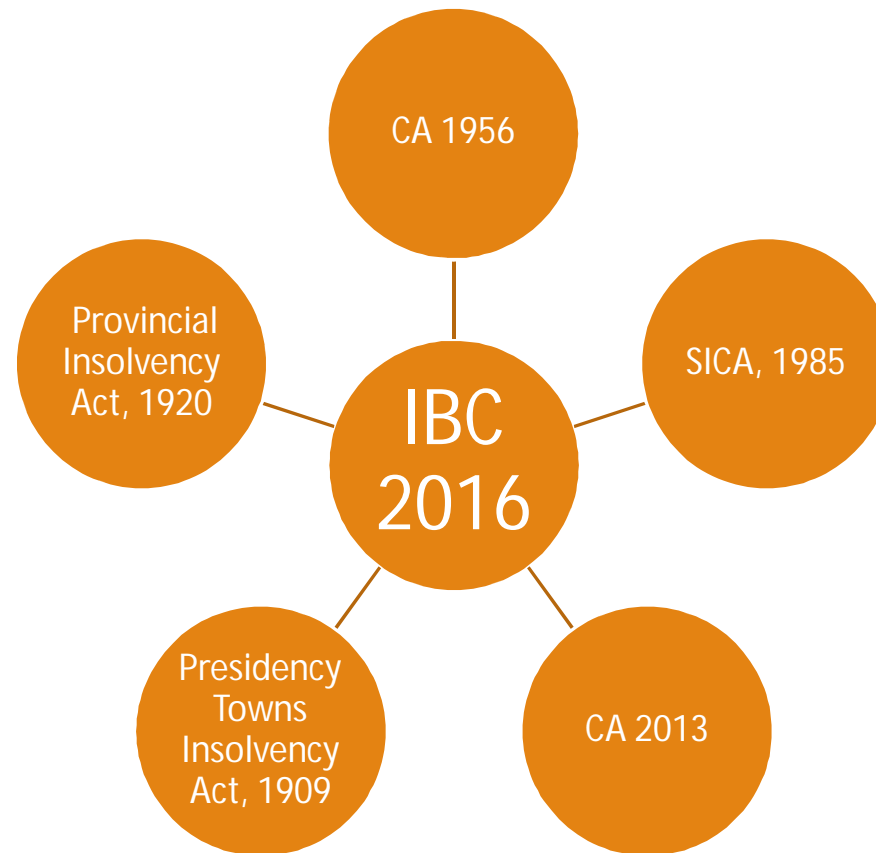 CA 1956
Provincial
Insolvency
Act, 1920
SICA, 1985
IBC
2016
Presidency
Towns
Insolvency
Act, 1909
CA 2013